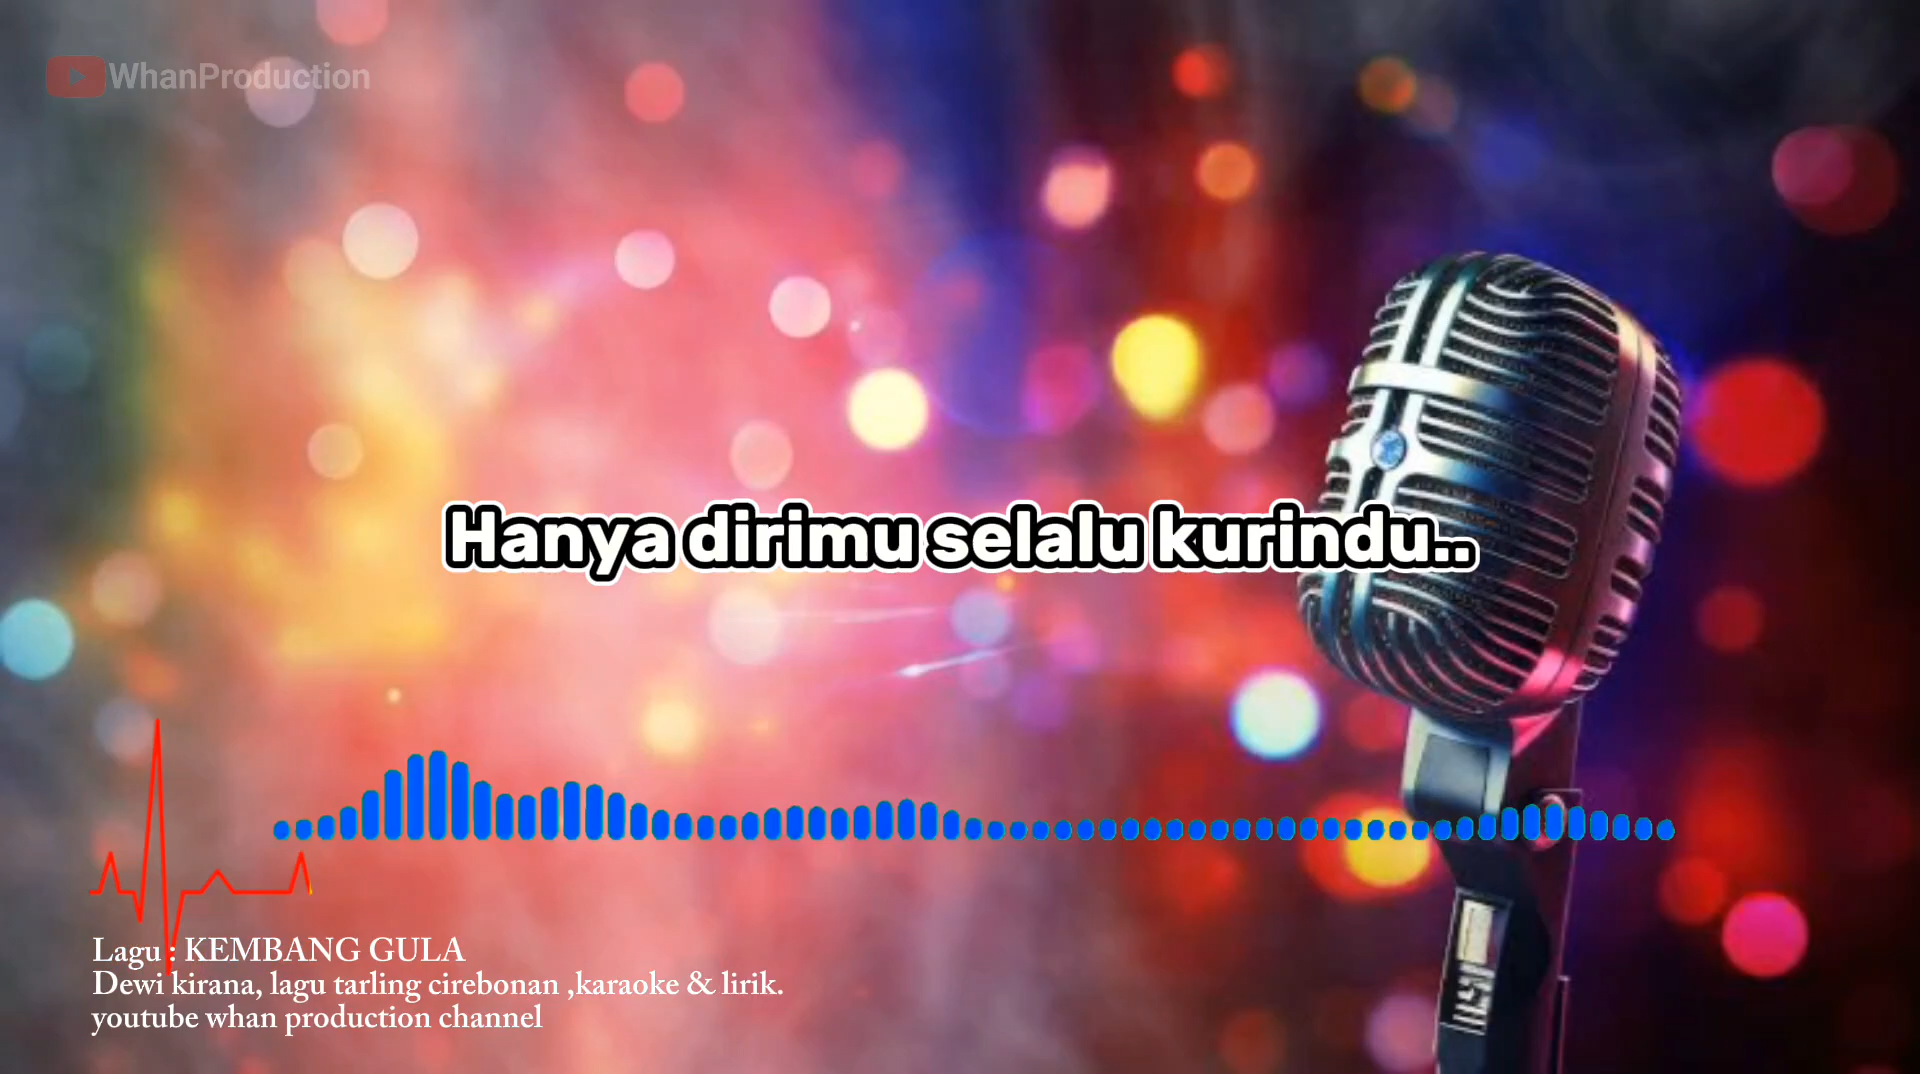 WhanProduction
Hanya dirimu selalu kurindu..
Lagu : KEMBANG GULA
Dewi kirana, lagu tarling cirebonan ,karaoke & lirik.
youtube whan production channel